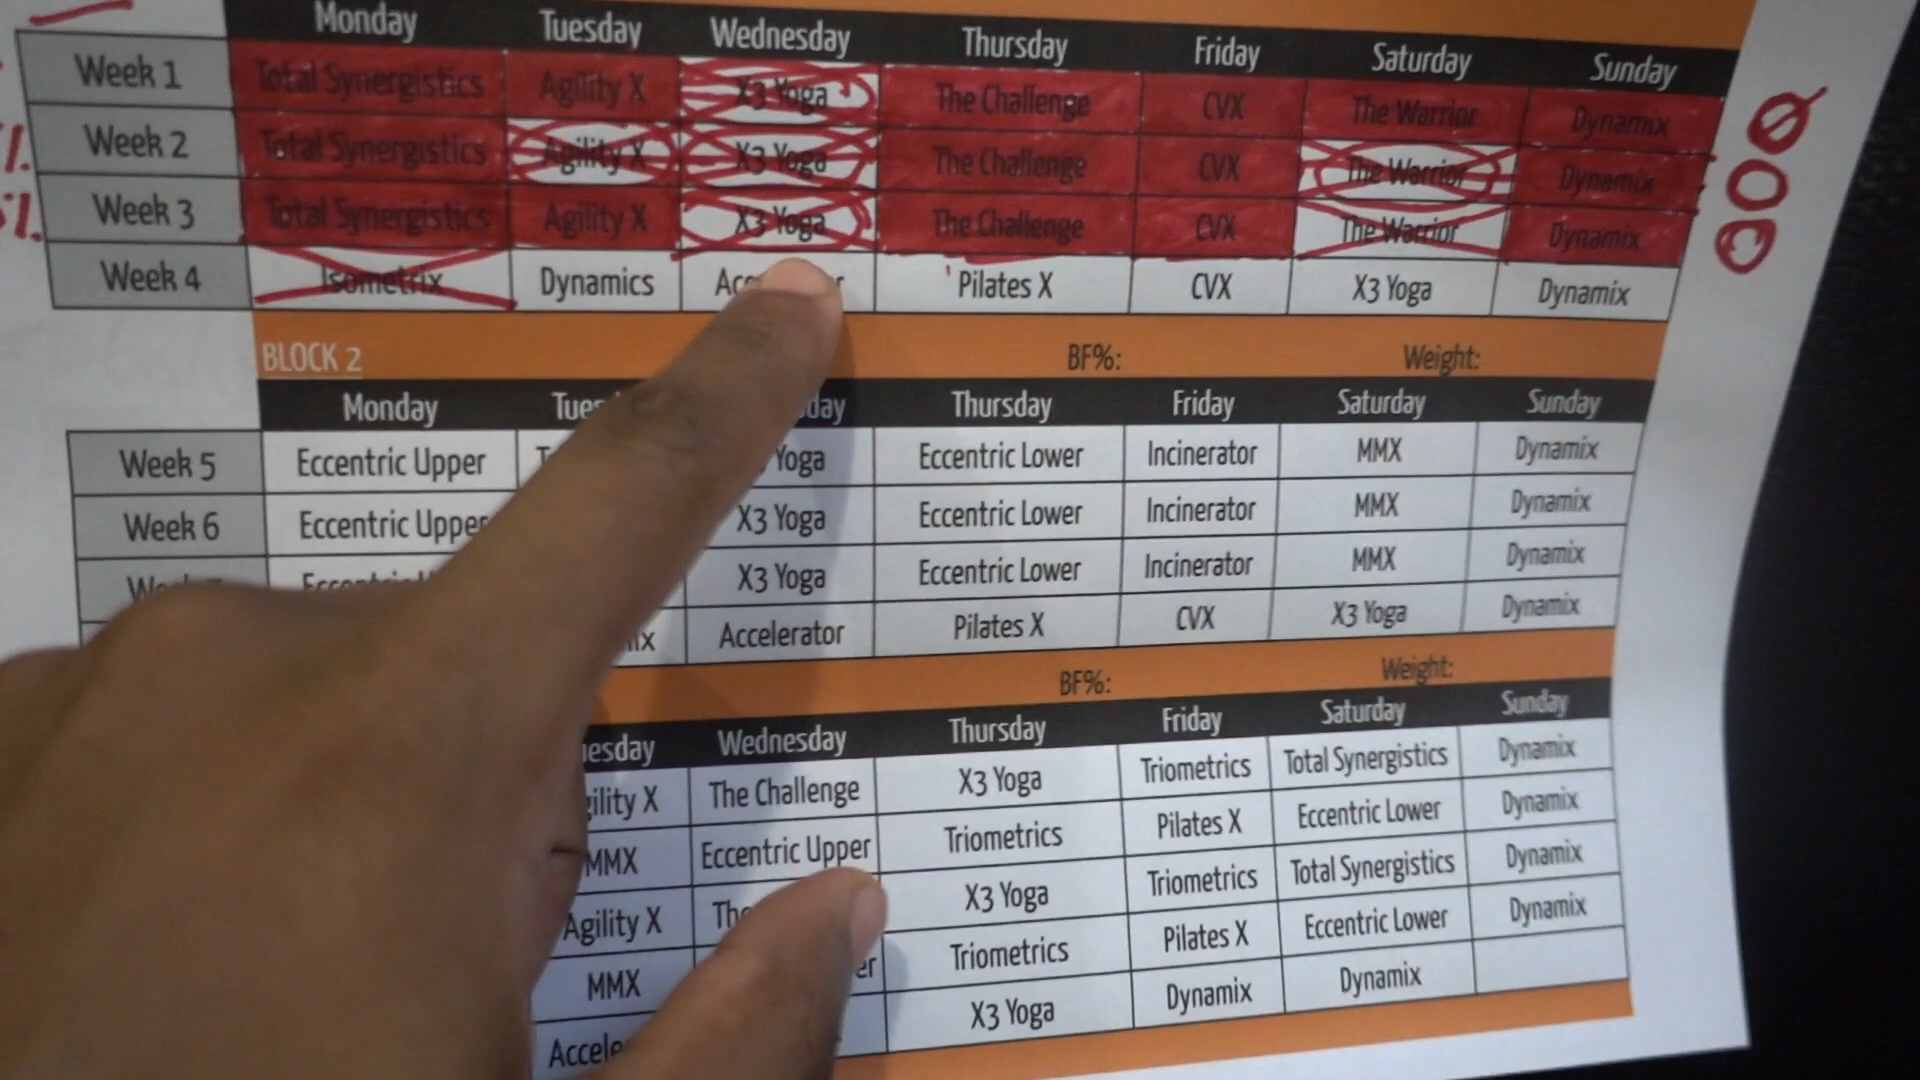 Monday Tuesday Wednesday Thursday Friday Saturday Sunday
Week 1 Total Synergistics Agility X X3 Yoga The Challenge CVX The Warrior Dynamix
Week 2 Total Synergistics Agility X X3 Yoga The Challenge CVX The Warrior Dynamix
Week 3 Total Synergistics Agility X X3 Yoga The Challenge CVX The Warrior Dynamix
Week 4 Isometrix Dynamics Pilates X CVX X3 Yoga Dynamix
BLOCK 2 BF%: Weight:
Monday Thursday Friday Saturday Sunday
Week 5 Eccentric Upper Yoga Eccentric Lower Incinerator MMX Dynamix
Week 6 Eccentric Upper X3 Yoga Eccentric Lower Incinerator MMX Dynamix
X3 Yoga Eccentric Lower Incinerator MMX Dynamix
Accelerator Pilates X CVX X3 Yoga Dynamix
BF%: Weight:
Wednesday Thursday Friday Saturday Sunday
The Challenge X3 Yoga Triometrics Total Synergistics Dynamix
MMX Eccentric Upper Triometrics Pilates X Eccentric Lower Dynamix
Agility X X3 Yoga Triometrics Total Synergistics Dynamix
MMX Triometrics Pilates X Eccentric Lower Dynamix
X3 Yoga Dynamix Dynamix